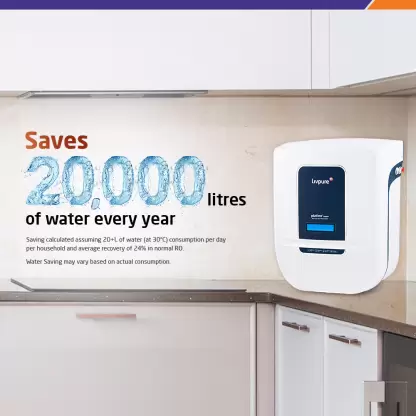 Saves
20,000 litres
of water every year
Saving calculated assuming 20+L of water (at 30°C) consumption per day
per household and average recovery of 24% in normal RO.
Water Saving may vary based on actual consumption.
Livpure